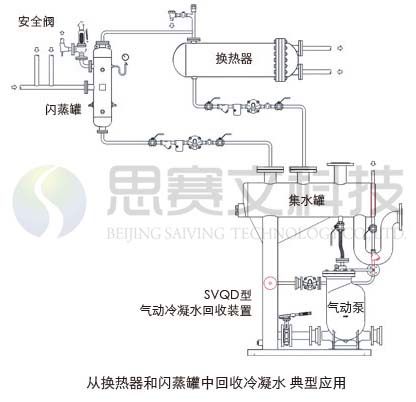 安全阀
换热器
闪蒸罐
思赛文科技
集水罐
BEIJING SAIVING TECHNOLOGY CO., LTD
SVQD型
气动冷凝水回收装置
气动泵
从换热器和闪蒸罐中回收冷凝水 典型应用